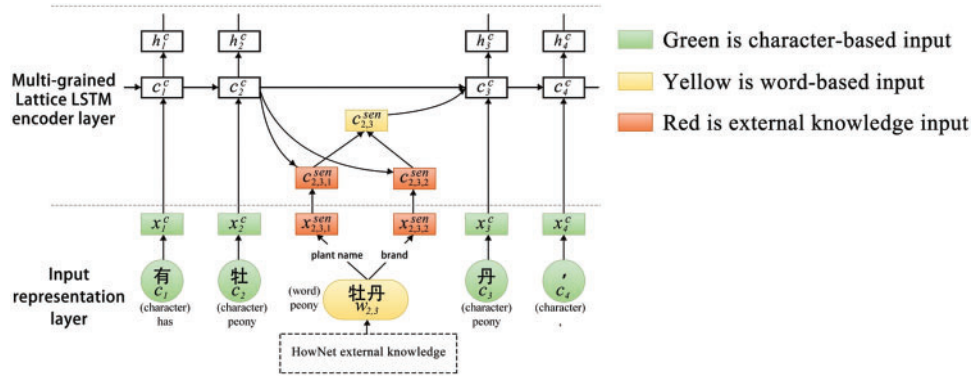 h_1^c h_2^c h_3^c h_4^c
Green is character-based input
Multi-grained
Lattice LSTM
encoder layer
c_1^c c_2^c c_3^c c_4^c
Yellow is word-based input
c_{2,3}^{sen}
Red is external knowledge input
c_{2,3,1}^{sen} c_{2,3,2}^{sen}
x_1^c x_2^c x_{2,3,1}^{sen} x_{2,3,2}^{sen} x_3^c x_4^c
plant name brand
Input
representation
layer
有 牡 牡丹 丹 ，
c_1 c_2 w_{2,3} c_3 c_4
(character) (character) (word) (character) (character)
has peony peony peony ,
HowNet external knowledge